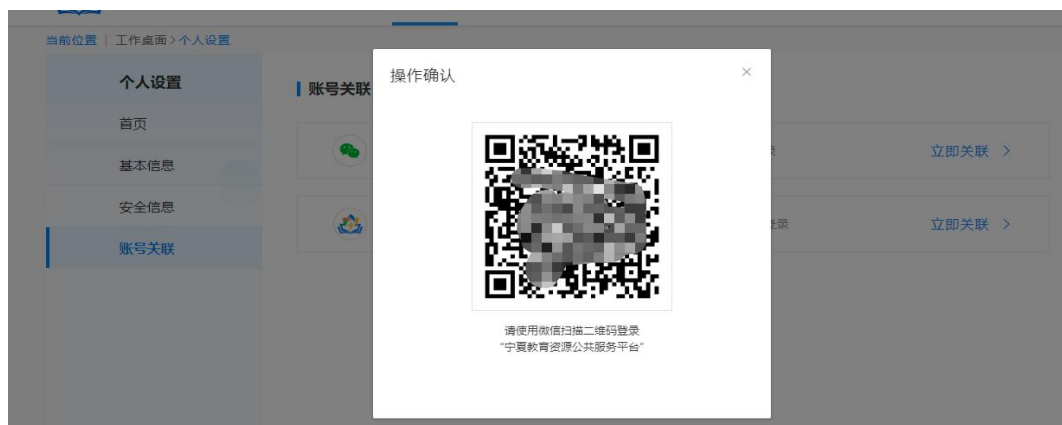 当前位置 | 工作桌面>个人设置
个人设置
首页
基本信息
安全信息
账号关联
账号关联
立即关联 >
登录
立即关联 >
操作确认 ×
请使用微信扫描二维码登录
“宁夏教育资源公共服务平台”